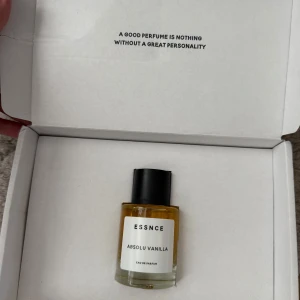 A GOOD PERFUME IS NOTHING
WITHOUT A GREAT PERSONALITY
ESSNCE
ABSOLU VANILLA
EAU DE PARFUM